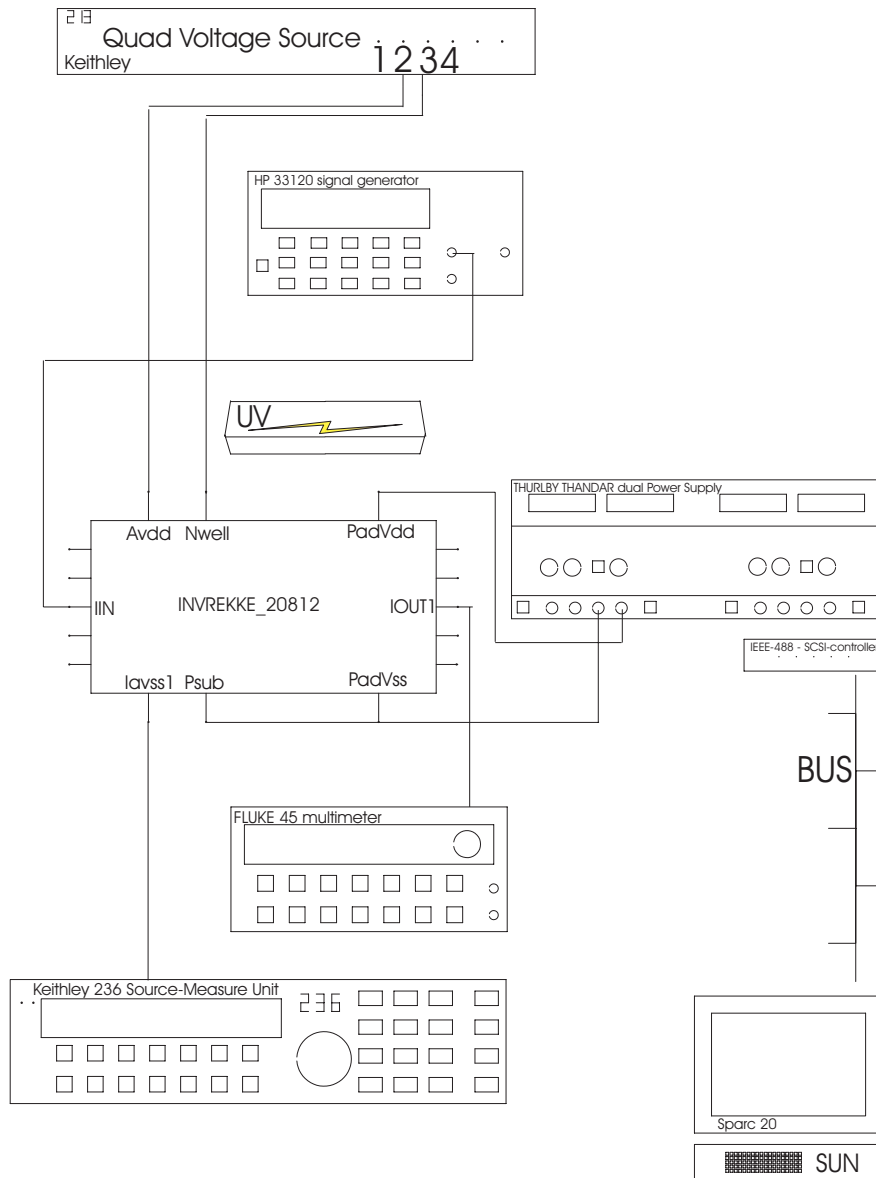 213
Quad Voltage Source
Keithley
1 2 3 4
HP 33120 signal generator
UV
THURLBY THANDAR dual Power Supply
Avdd Nwell PadVdd
IIN INVREKKE_20812 IOUT1
Iavss1 Psub PadVss
IEEE-488 - SCSI-controller
BUS
FLUKE 45 multimeter
Keithley 236 Source-Measure Unit
236
Sparc 20
SUN